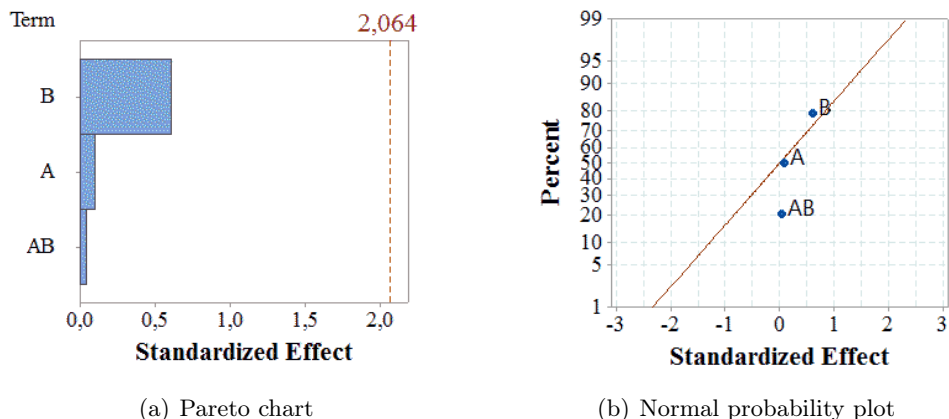 Term
2,064
B
A
AB
0,0 0,5 1,0 1,5 2,0
Standardized Effect
(a) Pareto chart
99
95
90
80
70
60
50
40
30
20
10
5
1
Percent
B
A
AB
-3 -2 -1 0 1 2 3
Standardized Effect
(b) Normal probability plot